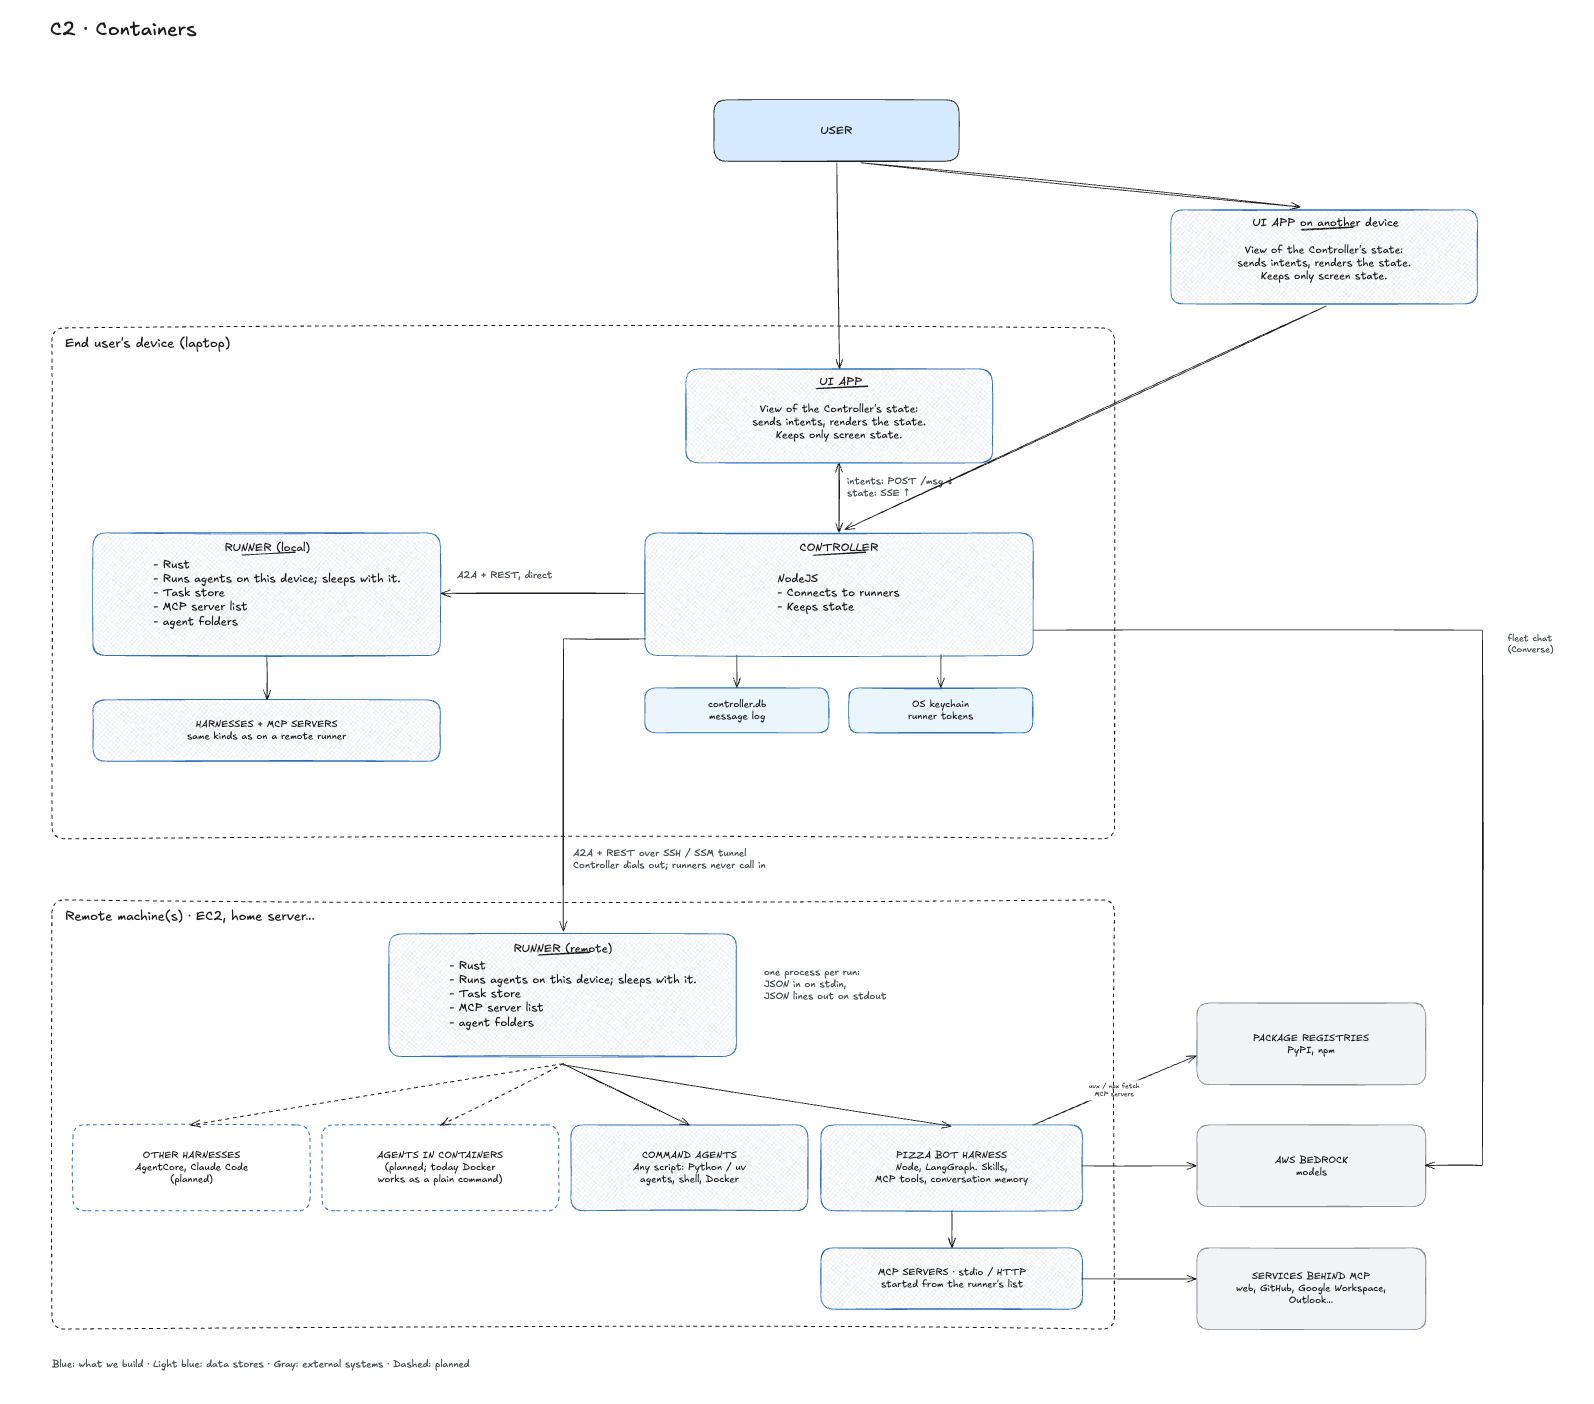 C2 · Containers
USER
UI APP on another device
View of the Controller's state:
sends intents, renders the state.
Keeps only screen state.
End user's device (laptop)
UI APP
View of the Controller's state:
sends intents, renders the state.
Keeps only screen state.
intents: POST /msg ↓
state: SSE ↑
RUNNER (local)
- Rust
- Runs agents on this device; sleeps with it.
- Task store
- MCP server list
- agent folders
A2A + REST, direct
CONTROLLER
NodeJS
- Connects to runners
- Keeps state
fleet chat
(Converse)
HARNESSES + MCP SERVERS
same kinds as on a remote runner
controller.db
message log
OS keychain
runner tokens
A2A + REST over SSH / SSM tunnel
Controller dials out; runners never call in
Remote machine(s) · EC2, home server...
RUNNER (remote)
- Rust
- Runs agents on this device; sleeps with it.
- Task store
- MCP server list
- agent folders
one process per run:
JSON in on stdin,
JSON lines out on stdout
PACKAGE REGISTRIES
PyPI, npm
uvx / npx fetch
MCP servers
OTHER HARNESSES
AgentCore, Claude Code
(planned)
AGENTS IN CONTAINERS
(planned; today Docker
works as a plain command)
COMMAND AGENTS
Any script: Python / uv
agents, shell, Docker
PIZZA BOT HARNESS
Node, LangGraph. Skills,
MCP tools, conversation memory
AWS BEDROCK
models
MCP SERVERS · stdio / HTTP
started from the runner's list
SERVICES BEHIND MCP
web, GitHub, Google Workspace,
Outlook...
Blue: what we build · Light blue: data stores · Gray: external systems · Dashed: planned